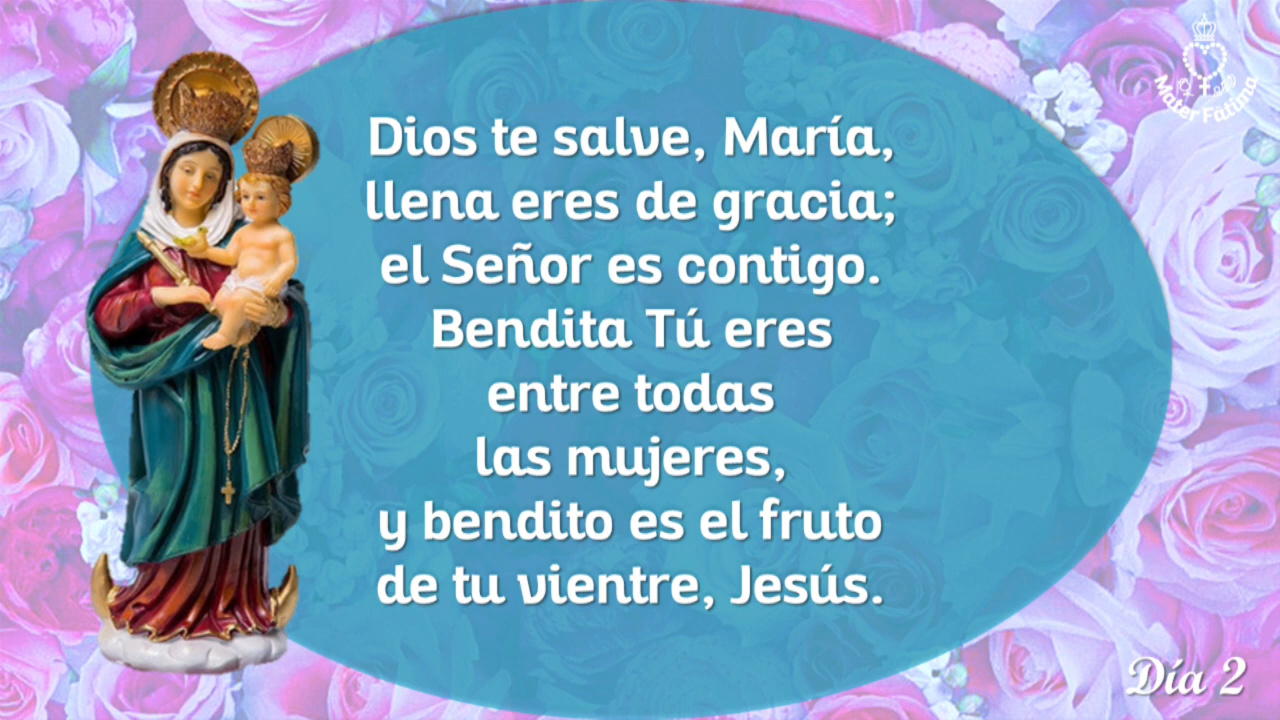 Dios te salve, María,
llena eres de gracia;
el Señor es contigo.
Bendita Tú eres
entre todas
las mujeres,
y bendito es el fruto
de tu vientre, Jesús.
Mater Fátima
Día 2